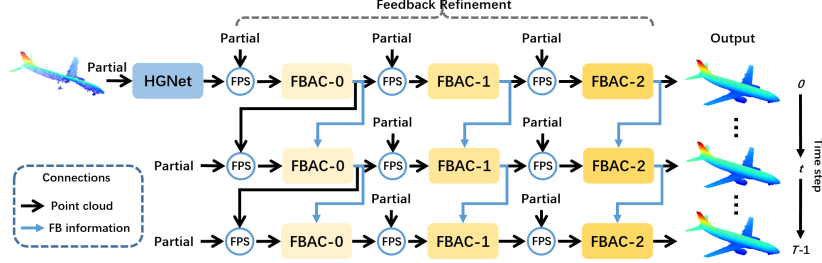 Feedback Refinement
Partial Partial Partial Output
Partial HGNet FPS FBAC-0 FPS FBAC-1 FPS FBAC-2 0
Partial Partial
Partial FPS FBAC-0 FPS FBAC-1 FPS FBAC-2 t
Time step
Connections
Point cloud
FB information
Partial Partial
Partial FPS FBAC-0 FPS FBAC-1 FPS FBAC-2 T-1